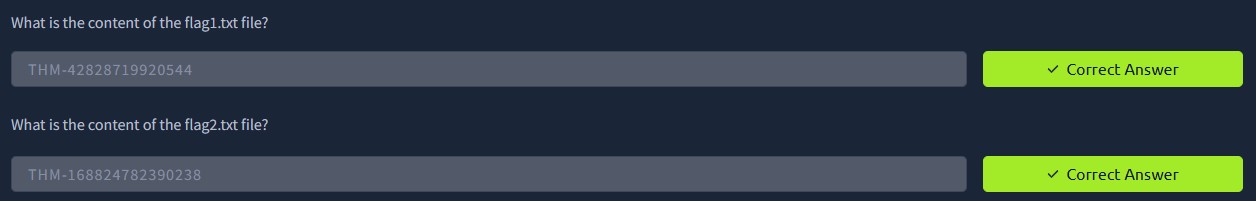 What is the content of the flag1.txt file?
THM-42828719920544
✓ Correct Answer
What is the content of the flag2.txt file?
THM-168824782390238
✓ Correct Answer